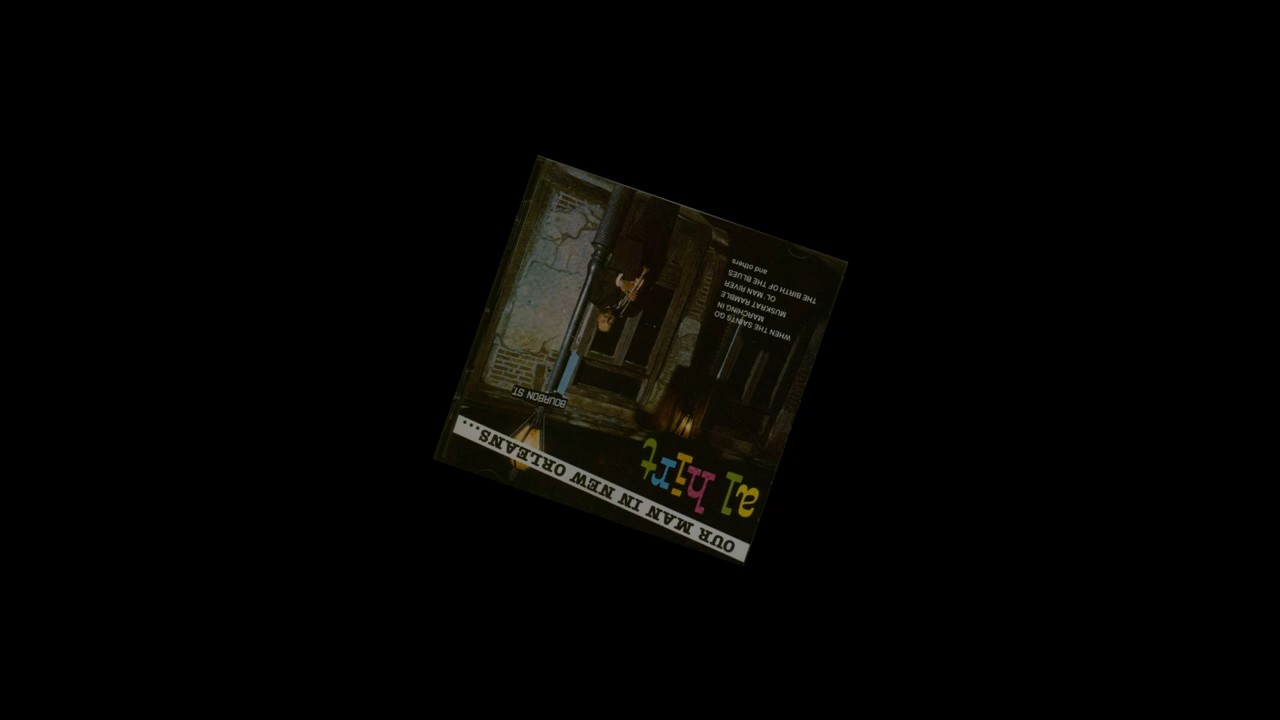 OUR MAN IN NEW ORLEANS...
al hirt
BOURBON ST.
WHEN THE SAINTS GO
MARCHING IN
MUSKRAT RAMBLE
OL' MAN RIVER
THE BIRTH OF THE BLUES
and others